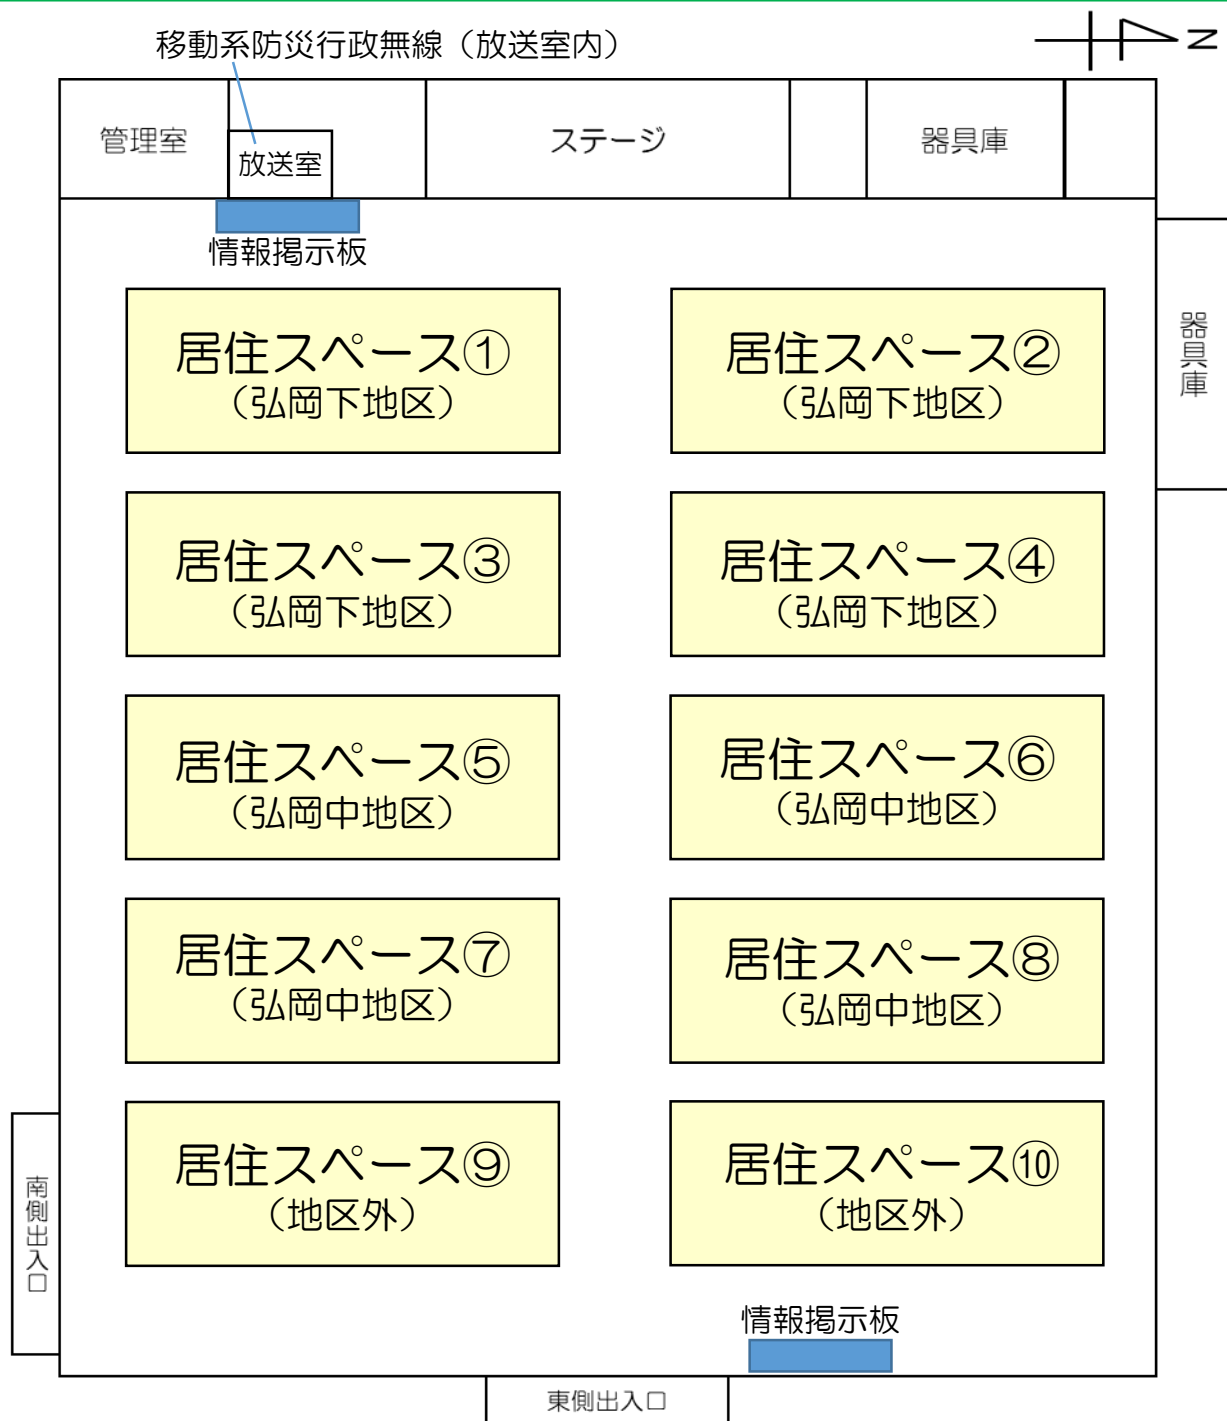 移動系防災行政無線（放送室内）
N
管理室
放送室
ステージ
器具庫
情報掲示板
器具庫
居住スペース①
（弘岡下地区）
居住スペース②
（弘岡下地区）
居住スペース③
（弘岡下地区）
居住スペース④
（弘岡下地区）
居住スペース⑤
（弘岡中地区）
居住スペース⑥
（弘岡中地区）
居住スペース⑦
（弘岡中地区）
居住スペース⑧
（弘岡中地区）
居住スペース⑨
（地区外）
居住スペース⑩
（地区外）
南側出入口
情報掲示板
東側出入口